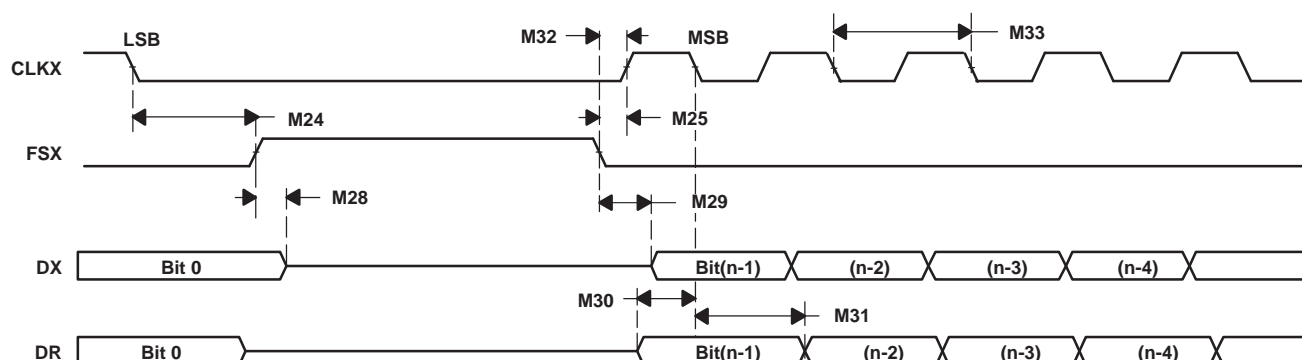 LSB
M32
MSB
M33
CLKX
M24
M25
FSX
M28
M29
DX
Bit 0
Bit(n-1)
(n-2)
(n-3)
(n-4)
M30
M31
DR
Bit 0
Bit(n-1)
(n-2)
(n-3)
(n-4)